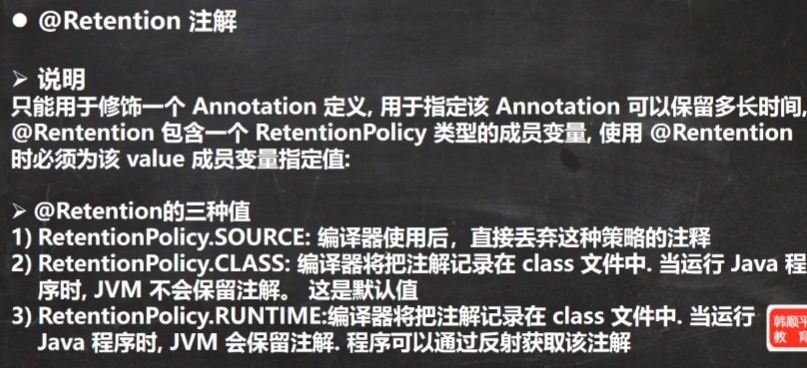 ● @Retention 注解
➢ 说明
只能用于修饰一个 Annotation 定义, 用于指定该 Annotation 可以保留多长时间,
@Rentention 包含一个 RetentionPolicy 类型的成员变量, 使用 @Rentention
时必须为该 value 成员变量指定值:
➢ @Retention的三种值
1) RetentionPolicy.SOURCE: 编译器使用后，直接丢弃这种策略的注释
2) RetentionPolicy.CLASS: 编译器将把注解记录在 class 文件中. 当运行 Java 程
序时, JVM 不会保留注解。 这是默认值
3) RetentionPolicy.RUNTIME:编译器将把注解记录在 class 文件中. 当运行
Java 程序时, JVM 会保留注解. 程序可以通过反射获取该注解
韩顺平
教育